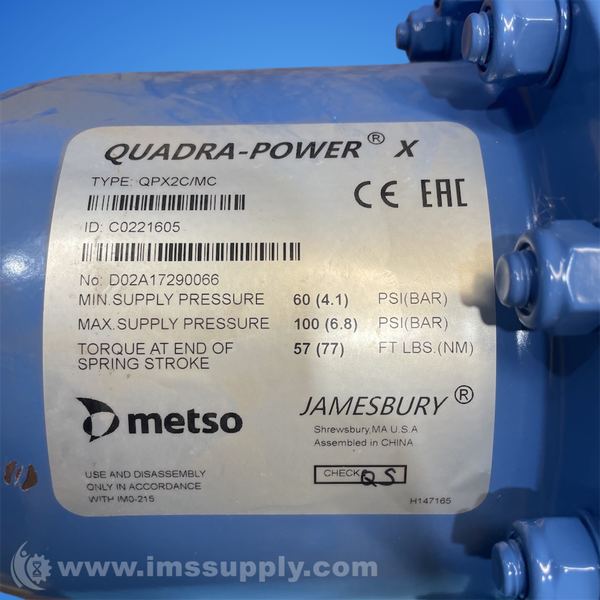 QUADRA-POWER® X
TYPE: QPX2C/MC
CE EAC
ID: C0221605
No: D02A17290066
MIN.SUPPLY PRESSURE 60 (4.1) PSI(BAR)
MAX.SUPPLY PRESSURE 100 (6.8) PSI(BAR)
TORQUE AT END OF SPRING STROKE 57 (77) FT LBS.(NM)
metso
JAMESBURY®
Shrewsbury,MA U.S.A
Assembled in CHINA
USE AND DISASSEMBLY
ONLY IN ACCORDANCE
WITH IMO-215
CHECK QS
H147165
www.imssupply.com